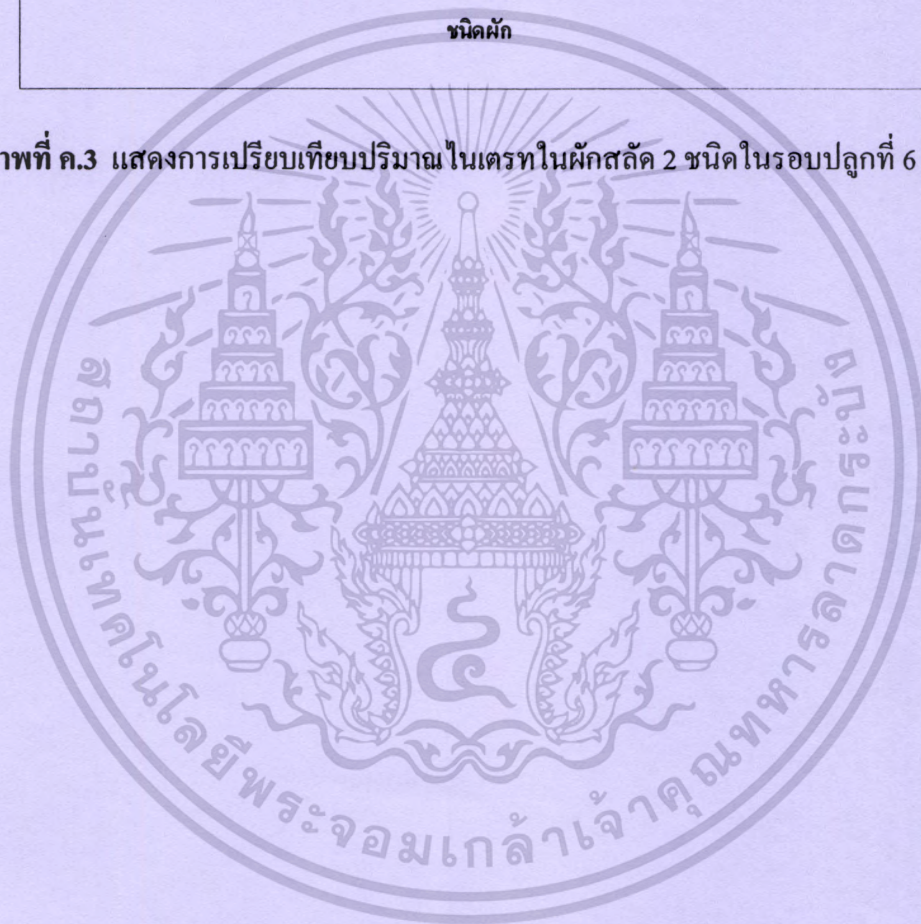 ชนิดผัก
าพที่ ค.3 แสดงการเปรียบเทียบปริมาณไนเตรทในผักสลัด 2 ชนิดในรอบปลูกที่ 6
สถาบันเทคโนโลยีพระจอมเกล้าเจ้าคุณทหารลาดกระบัง